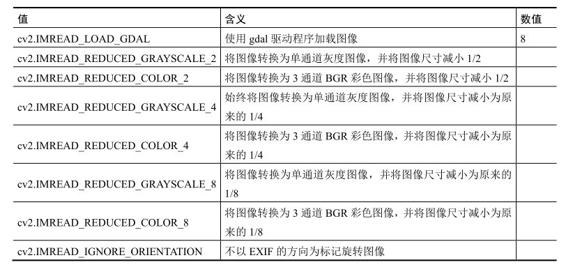 值 含义 数值
cv2.IMREAD_LOAD_GDAL 使用 gdal 驱动程序加载图像 8
cv2.IMREAD_REDUCED_GRAYSCALE_2 将图像转换为单通道灰度图像，并将图像尺寸减小 1/2
cv2.IMREAD_REDUCED_COLOR_2 将图像转换为 3 通道 BGR 彩色图像，并将图像尺寸减小 1/2
cv2.IMREAD_REDUCED_GRAYSCALE_4 始终将图像转换为单通道灰度图像，并将图像尺寸减小为原
来的 1/4
cv2.IMREAD_REDUCED_COLOR_4 将图像转换为 3 通道 BGR 彩色图像，并将图像尺寸减小为原
来的 1/4
cv2.IMREAD_REDUCED_GRAYSCALE_8 将图像转换为单通道灰度图像，并将图像尺寸减小为原来的
1/8
cv2.IMREAD_REDUCED_COLOR_8 将图像转换为 3 通道 BGR 彩色图像，并将图像尺寸减小为原
来的 1/8
cv2.IMREAD_IGNORE_ORIENTATION 不以 EXIF 的方向为标记旋转图像